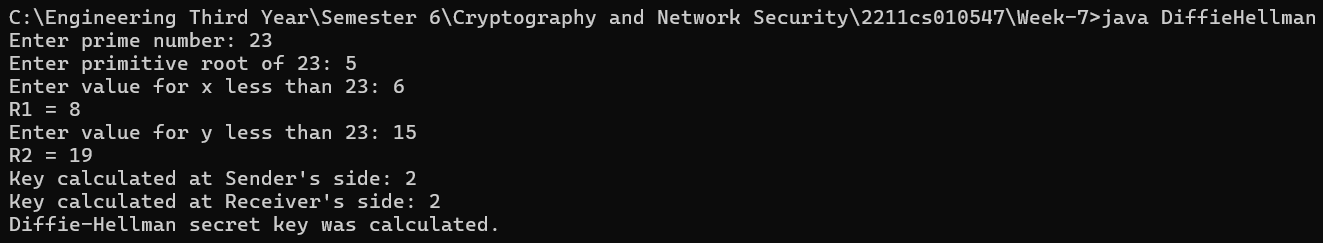 C:\Engineering Third Year\Semester 6\Cryptography and Network Security\2211cs010547\Week-7>java DiffieHellman
Enter prime number: 23
Enter primitive root of 23: 5
Enter value for x less than 23: 6
R1 = 8
Enter value for y less than 23: 15
R2 = 19
Key calculated at Sender's side: 2
Key calculated at Receiver's side: 2
Diffie-Hellman secret key was calculated.